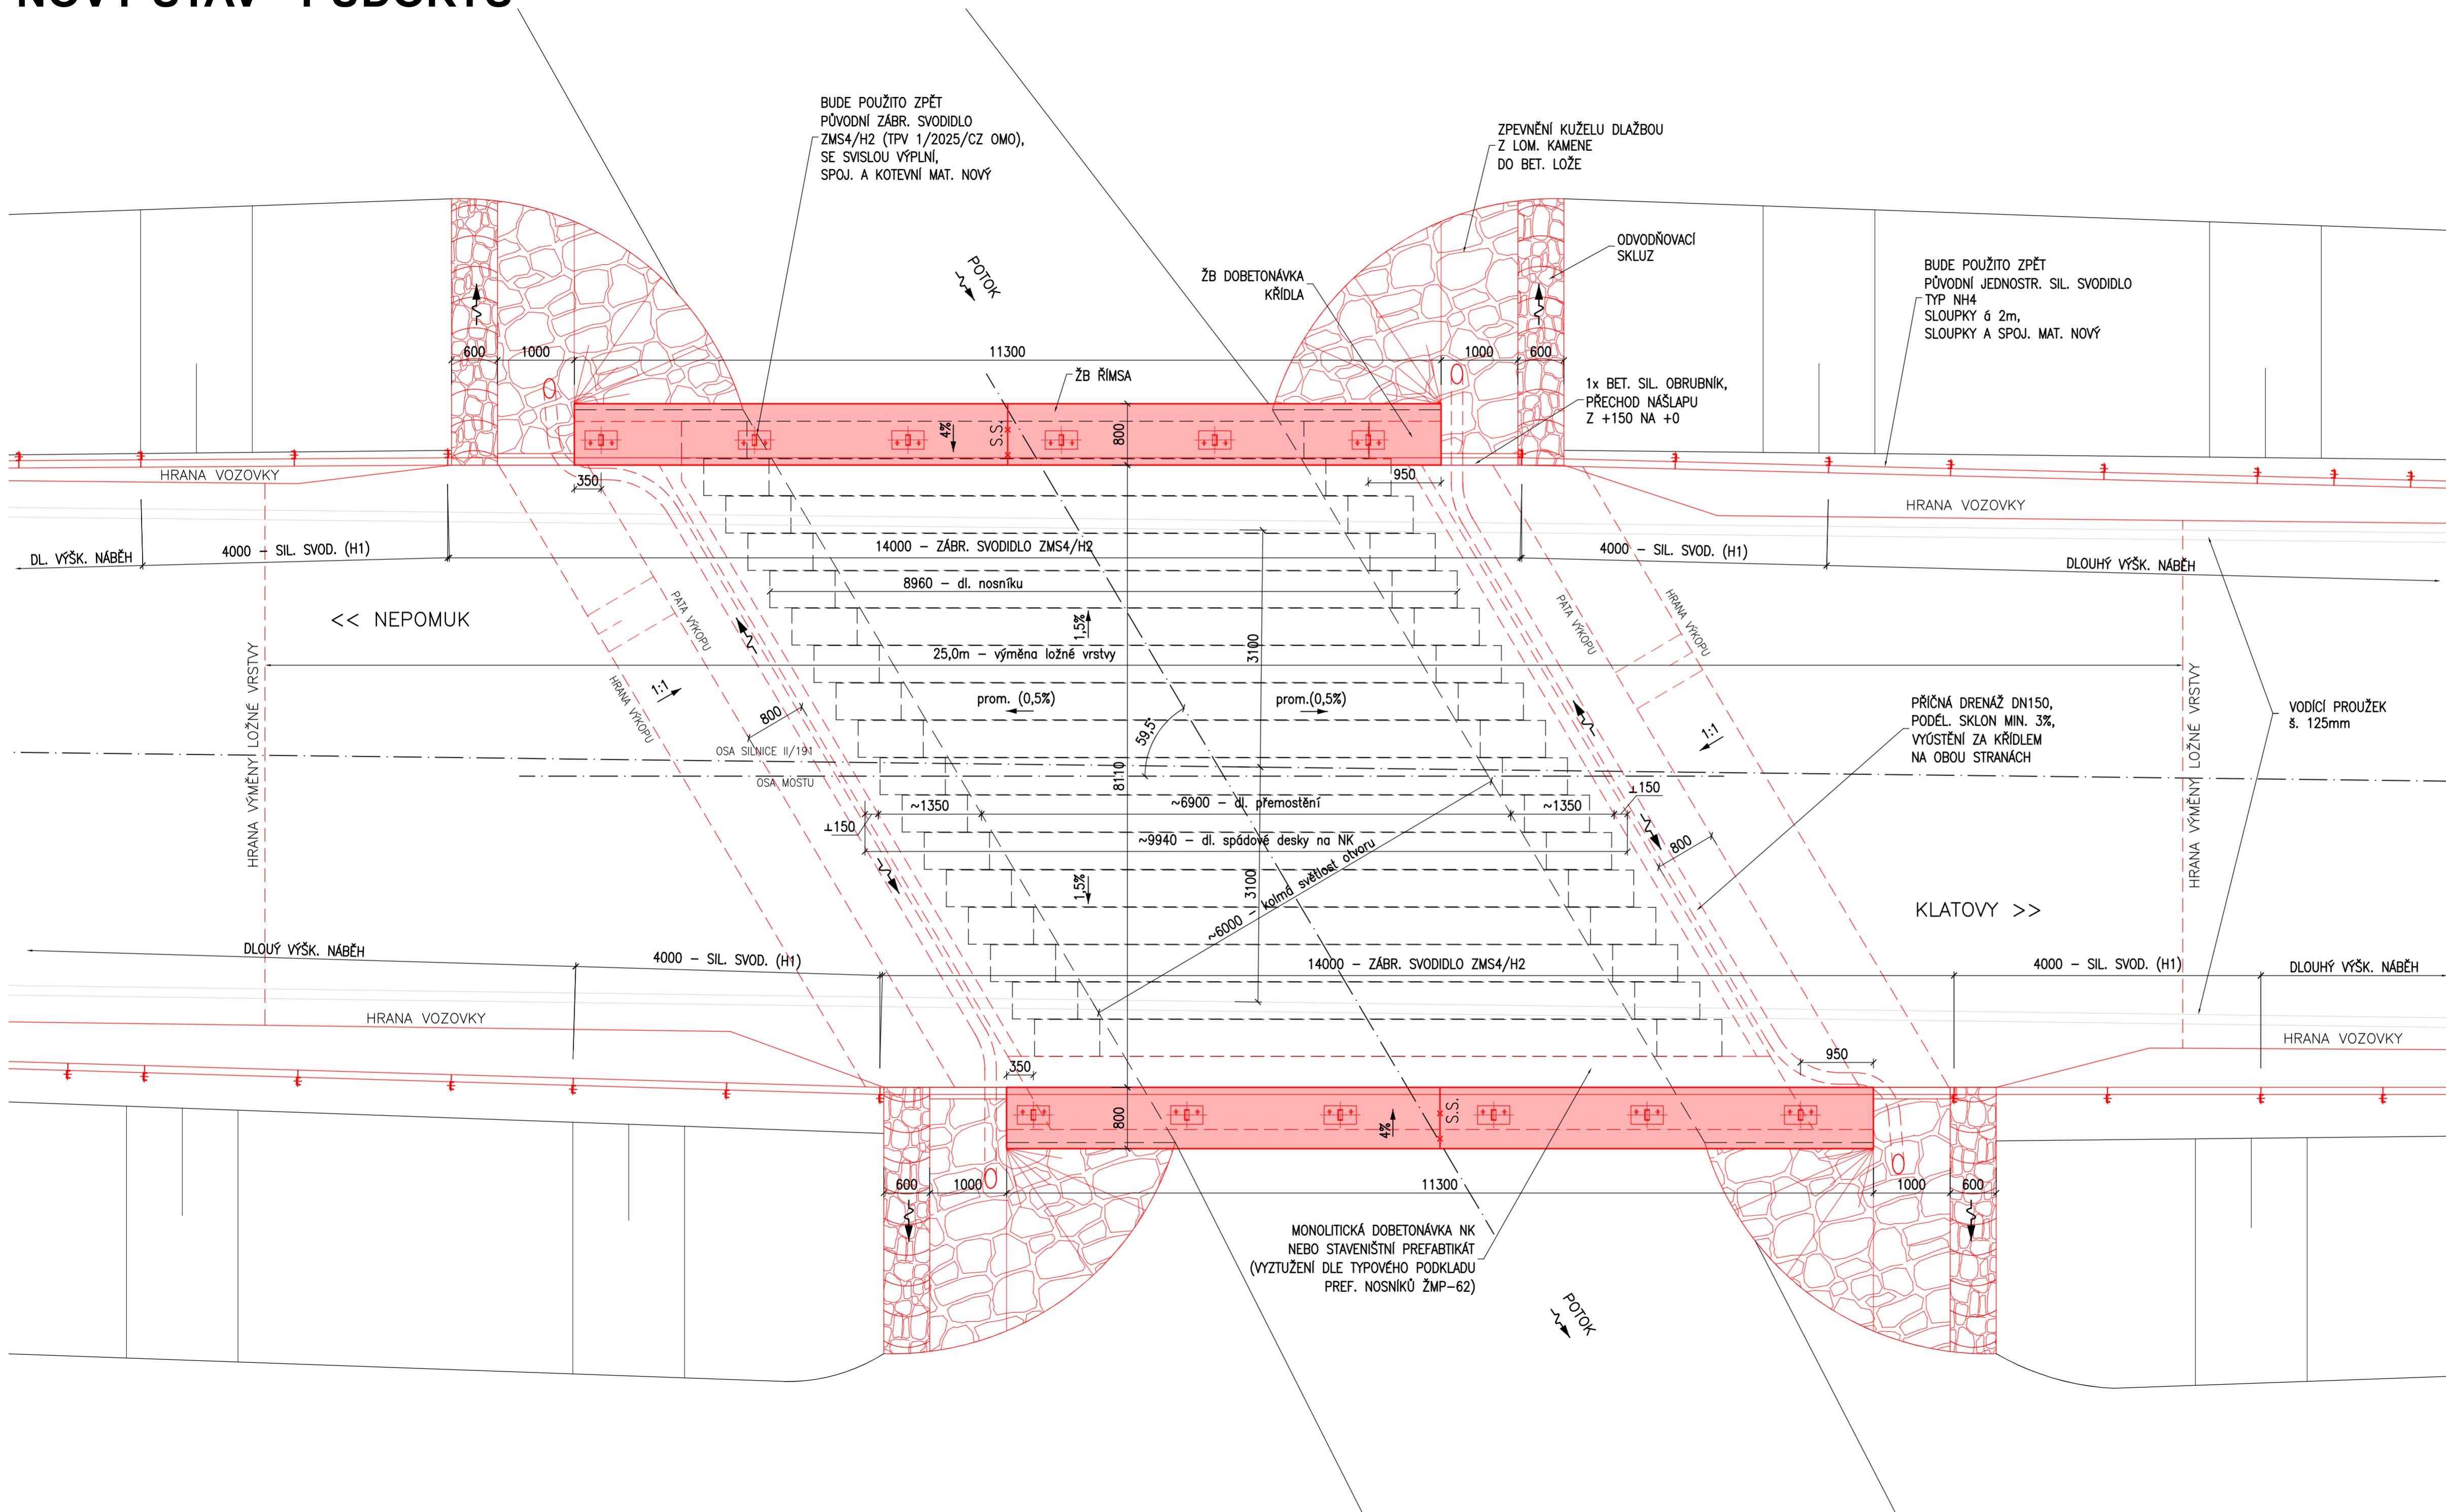 BUDE POUŽITO ZPĚT
PŮVODNÍ ZÁBR. SVODIDLO
ZMS4/H2 (TPV 1/2025/CZ OMO),
SE SVISLOU VÝPLNÍ,
SPOJ. A KOTEVNÍ MAT. NOVÝ
ZPEVNĚNÍ KUŽELU DLAŽBOU
Z LOM. KAMENE
DO BET. LOŽE
ODVODŇOVACÍ
SKLUZ
BUDE POUŽITO ZPĚT
PŮVODNÍ JEDNOSTR. SIL. SVODIDLO
TYP NH4
SLOUPKY á 2m,
SLOUPKY A SPOJ. MAT. NOVÝ
POTOK
ŽB DOBETONÁVKA
KŘÍDLA
600
1000
11300
1000
600
ŽB ŘÍMSA
1x BET. SIL. OBRUBNÍK,
PŘECHOD NÁŠLAPU
Z +150 NA +0
4%
S.S.
800
HRANA VOZOVKY
350
950
HRANA VOZOVKY
DL. VÝŠK. NÁBĚH
4000 – SIL. SVOD. (H1)
14000 – ZÁBR. SVODIDLO ZMS4/H2
4000 – SIL. SVOD. (H1)
DLOUHÝ VÝŠK. NÁBĚH
8960 – dl. nosníku
<< NEPOMUK
PATA VÝKOPU
HRANA VÝKOPU
1,5%
3100
PATA VÝKOPU
HRANA VÝKOPU
25,0m – výměna ložné vrstvy
HRANA VÝMĚNY LOŽNÉ VRSTVY
1:1
800
prom. (0,5%)
prom.(0,5%)
59,5°
1:1
PŘÍČNÁ DRENÁŽ DN150,
PODÉL. SKLON MIN. 3%,
VYÚSTĚNÍ ZA KŘÍDLEM
NA OBOU STRANÁCH
HRANA VÝMĚNY LOŽNÉ VRSTVY
VODÍCÍ PROUŽEK
š. 125mm
OSA SILNICE II/191
OSA MOSTU
8110
~1350
~6900 – dl. přemostění
~1350
⊥150
⊥150
~9940 – dl. spádové desky na NK
800
1,5%
3100
~6000 – kolmá světlost otvoru
KLATOVY >>
DLOUÝ VÝŠK. NÁBĚH
4000 – SIL. SVOD. (H1)
14000 – ZÁBR. SVODIDLO ZMS4/H2
4000 – SIL. SVOD. (H1)
DLOUHÝ VÝŠK. NÁBĚH
HRANA VOZOVKY
HRANA VOZOVKY
350
950
800
4%
S.S.
600
1000
11300
1000
600
MONOLITICKÁ DOBETONÁVKA NK
NEBO STAVENIŠTNÍ PREFABTIKÁT
(VYZTUŽENÍ DLE TYPOVÉHO PODKLADU
PREF. NOSNÍKŮ ŽMP–62)
POTOK